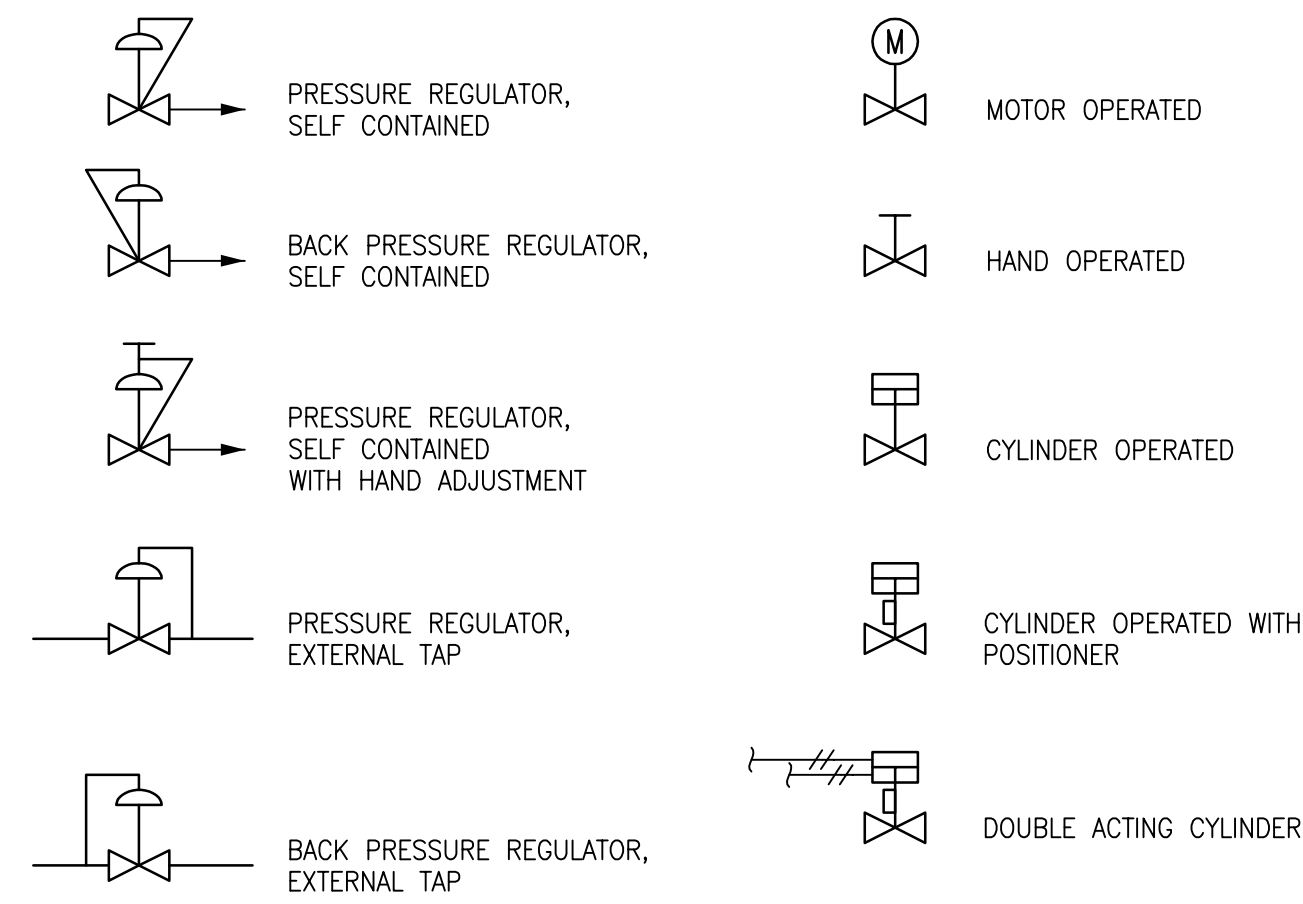 PRESSURE REGULATOR,
SELF CONTAINED
BACK PRESSURE REGULATOR,
SELF CONTAINED
PRESSURE REGULATOR,
SELF CONTAINED
WITH HAND ADJUSTMENT
PRESSURE REGULATOR,
EXTERNAL TAP
BACK PRESSURE REGULATOR,
EXTERNAL TAP
M
MOTOR OPERATED
HAND OPERATED
CYLINDER OPERATED
CYLINDER OPERATED WITH
POSITIONER
DOUBLE ACTING CYLINDER